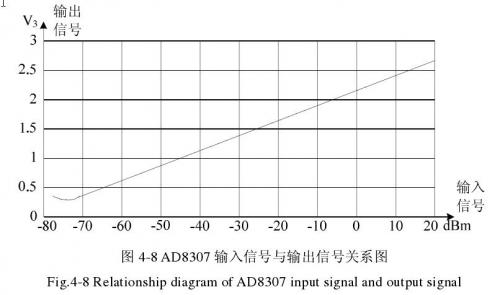 V3
输出
信号
3
2.5
2
1.5
1
0.5
0
输入
信号
-80 -70 -60 -50 -40 -30 -20 -10 0 10 20 dBm
图 4-8 AD8307 输入信号与输出信号关系图
Fig.4-8 Relationship diagram of AD8307 input signal and output signal